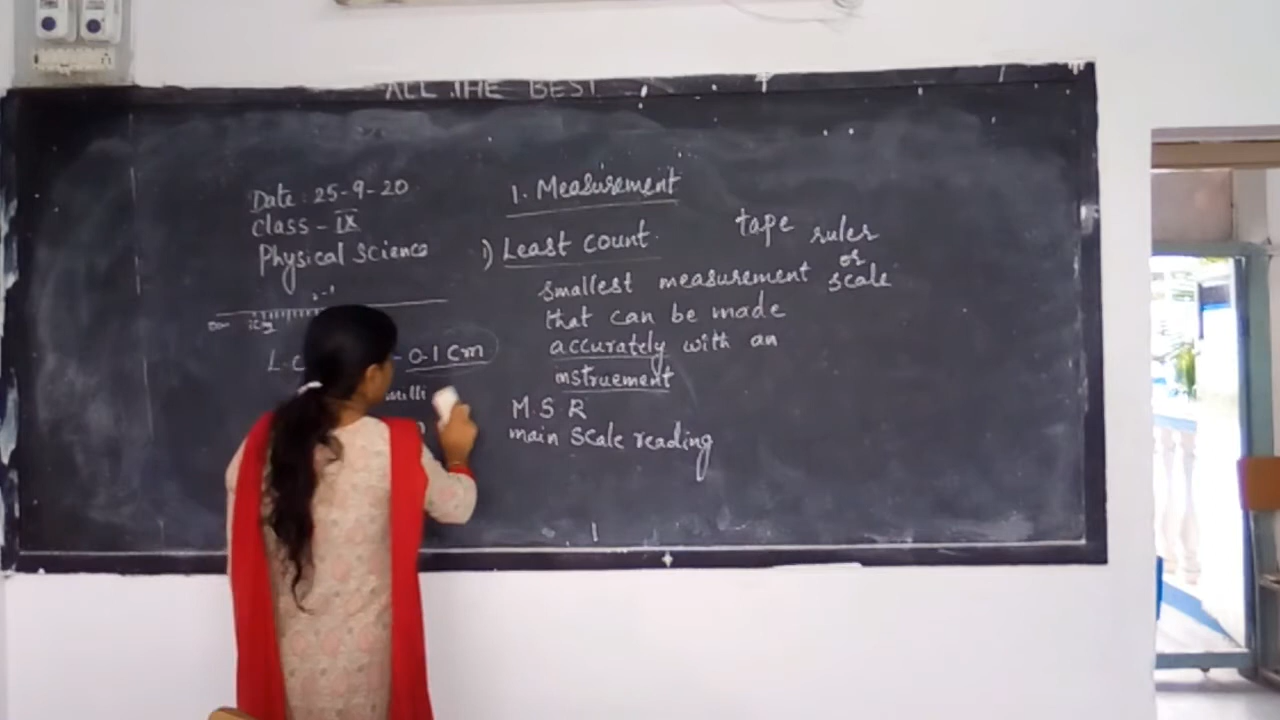 ALL THE BEST
Date : 25-9-20
Class - IX
Physical Science
L.C
- 0.1 cm
1. Measurement
1) Least count.
tape ruler
or
scale
smallest measurement
that can be made
accurately with an
instruement
M.S R
main scale reading